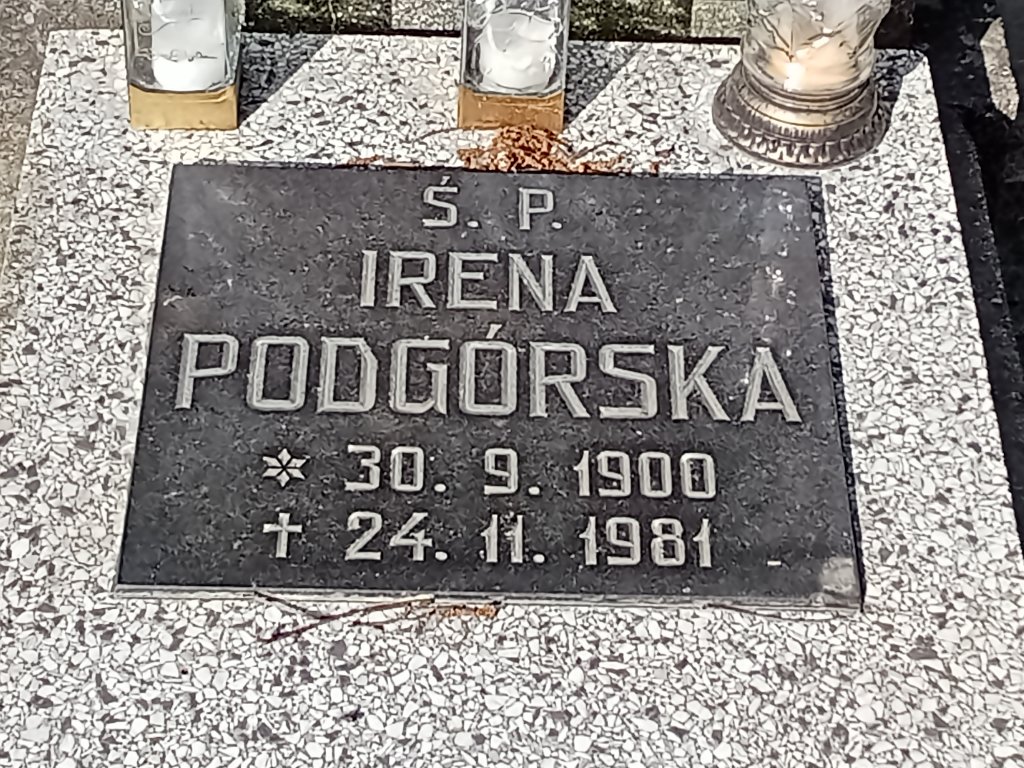 Ś. P.
IRENA
PODGÓRSKA
* 30. 9. 1900
† 24. 11. 1981